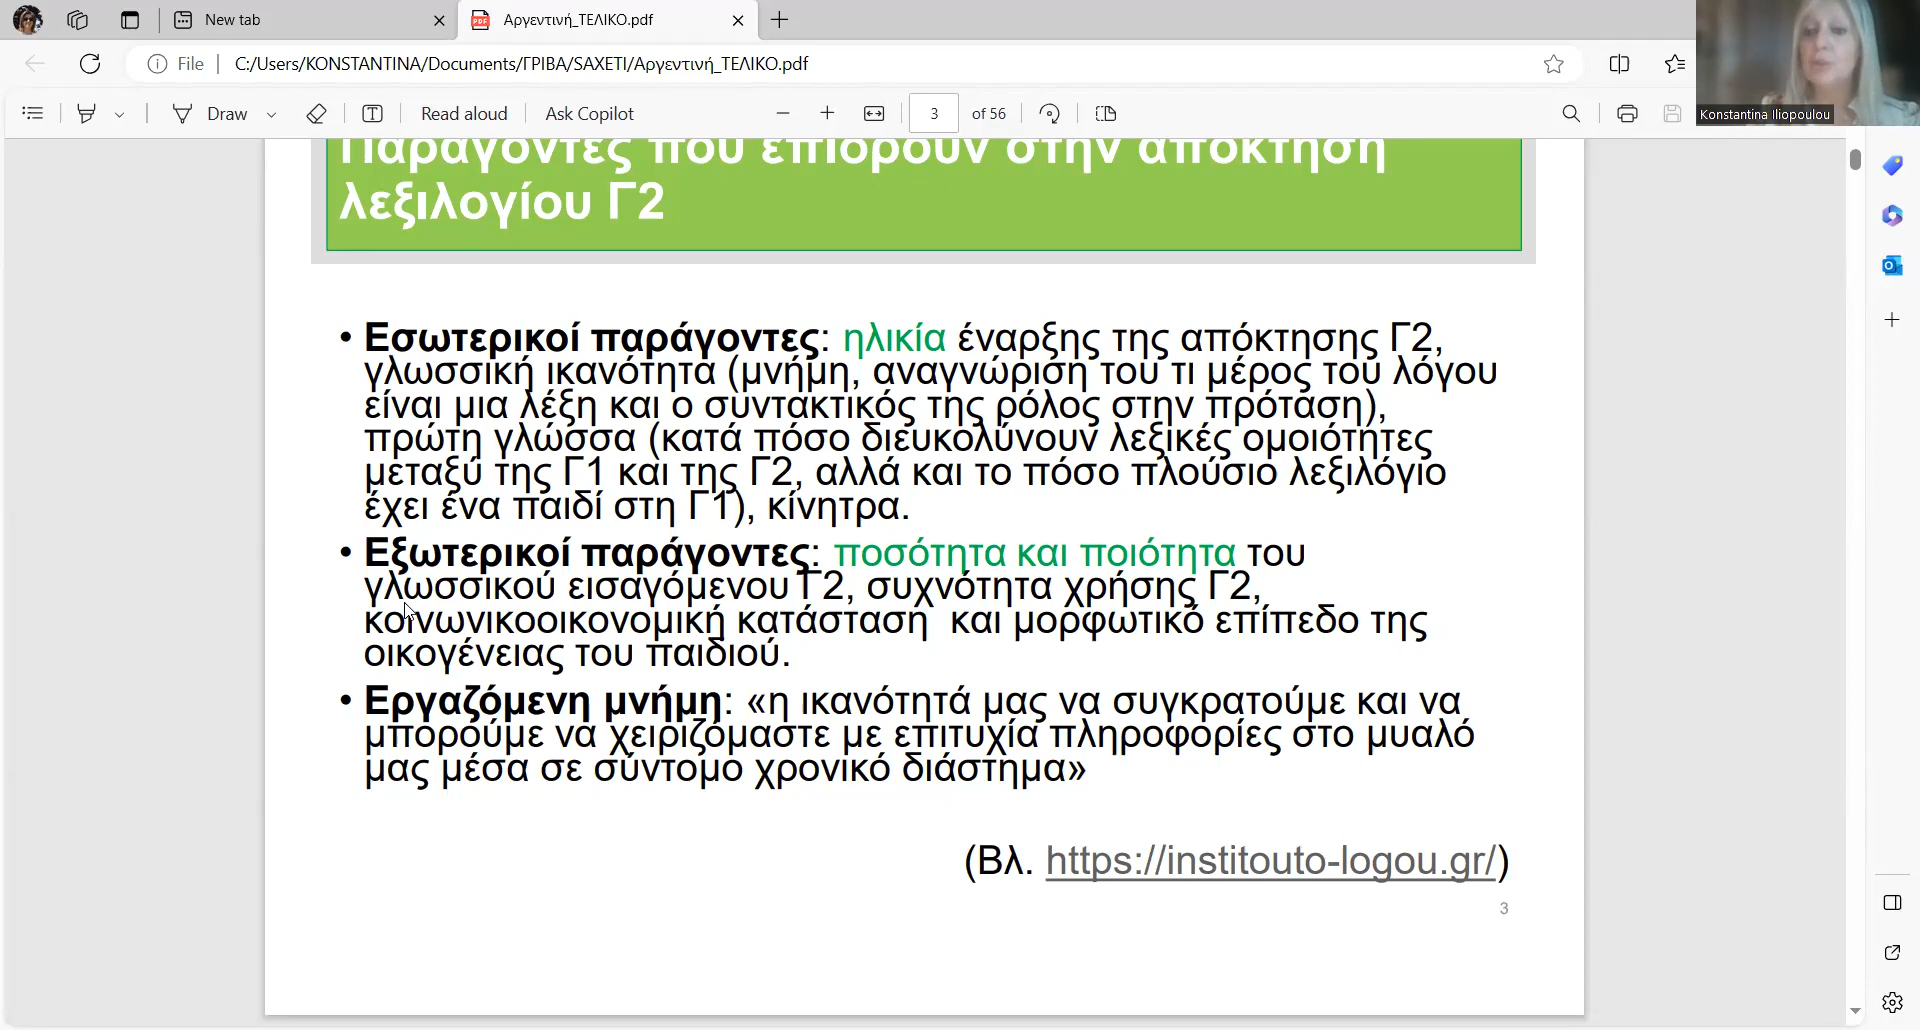 New tab
Αργεντινή_ΤΕΛΙΚΟ.pdf
File
C:/Users/KONSTANTINA/Documents/ΓΡΙΒΑ/SAXETI/Αργεντινή_ΤΕΛΙΚΟ.pdf
Draw
Read aloud
Ask Copilot
3 of 56
Konstantina Iliopoulou
Παράγοντες που επιδρούν στην απόκτηση
λεξιλογίου Γ2
• Εσωτερικοί παράγοντες: ηλικία έναρξης της απόκτησης Γ2,
γλωσσική ικανότητα (μνήμη, αναγνώριση του τι μέρος του λόγου
είναι μια λέξη και ο συντακτικός της ρόλος στην πρόταση),
πρώτη γλώσσα (κατά πόσο διευκολύνουν λεξικές ομοιότητες
μεταξύ της Γ1 και της Γ2, αλλά και το πόσο πλούσιο λεξιλόγιο
έχει ένα παιδί στη Γ1), κίνητρα.
• Εξωτερικοί παράγοντες: ποσότητα και ποιότητα του
γλωσσικού εισαγόμενου Γ2, συχνότητα χρήσης Γ2,
κοινωνικοοικονομική κατάσταση και μορφωτικό επίπεδο της
οικογένειας του παιδιού.
• Εργαζόμενη μνήμη: «η ικανότητά μας να συγκρατούμε και να
μπορούμε να χειριζόμαστε με επιτυχία πληροφορίες στο μυαλό
μας μέσα σε σύντομο χρονικό διάστημα»
(Βλ. https://institouto-logou.gr/)
3